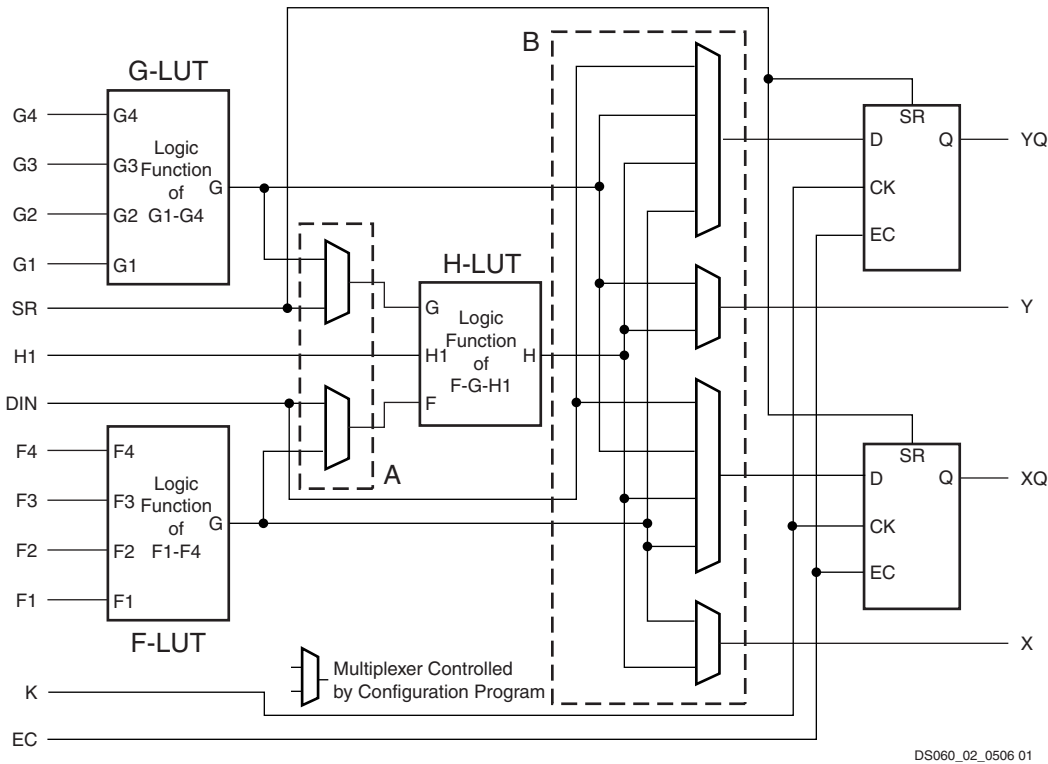 B
G-LUT
G4
G3
G2
G1
G4
G3
G2
G1
Logic
Function
of
G1-G4
G
SR
H1
DIN
H-LUT
G
H1
F
Logic
Function
of
F-G-H1
H
A
F4
F3
F2
F1
F4
F3
F2
F1
Logic
Function
of
F1-F4
G
F-LUT
SR
D
Q
CK
EC
YQ
Y
SR
D
Q
CK
EC
XQ
X
Multiplexer Controlled
by Configuration Program
K
EC
DS060_02_0506 01